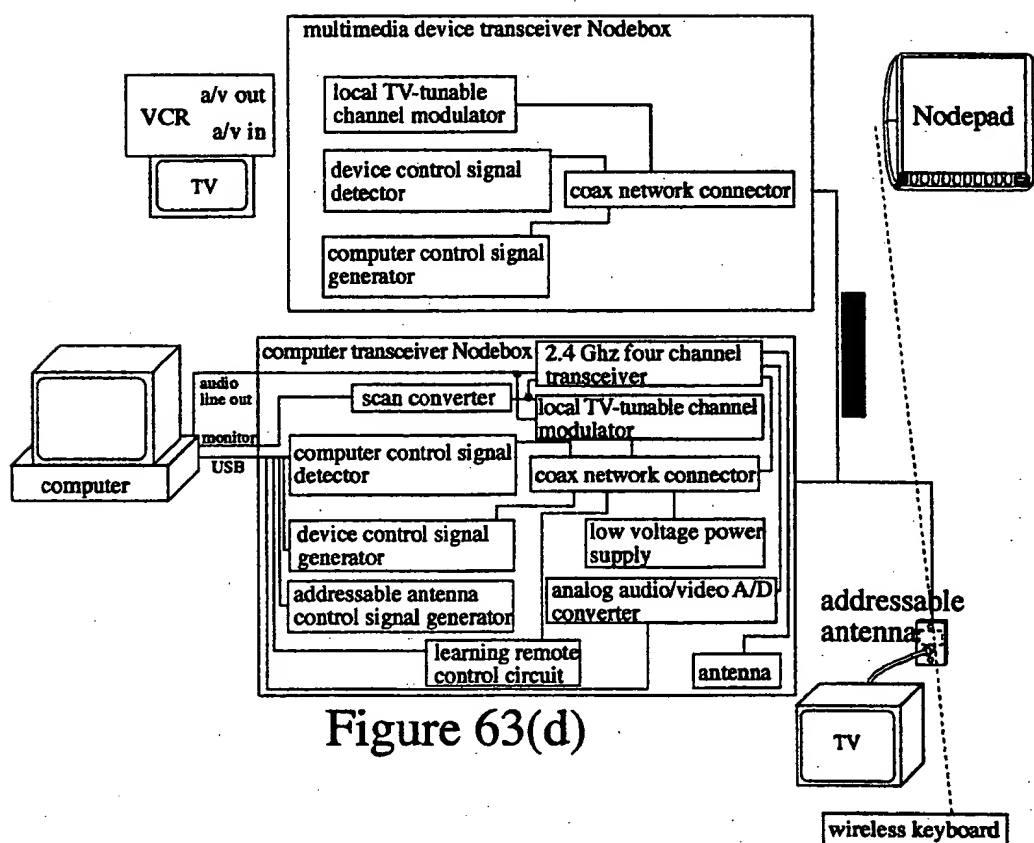 multimedia device transceiver Nodebox
a/v out
VCR
a/v in
TV
local TV-tunable
channel modulator
device control signal
detector
coax network connector
computer control signal
generator
Nodepad
computer transceiver Nodebox
2.4 Ghz four channel
transceiver
audio
line out
scan converter
local TV-tunable channel
modulator
monitor
USB
computer
computer control signal
detector
coax network connector
device control signal
generator
low voltage power
supply
addressable antenna
control signal generator
analog audio/video A/D
converter
learning remote
control circuit
antenna
addressable
antenna
TV
wireless keyboard
Figure 63(d)